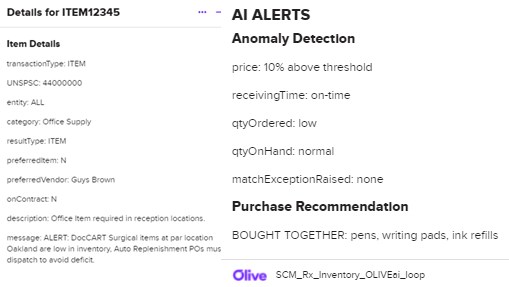 Details for ITEM12345
Item Details
transactionType: ITEM
UNSPSC: 44000000
entity: ALL
category: Office Supply
resultType: ITEM
preferredItem: N
preferredVendor: Guys Brown
onContract: N
description: Office Item required in reception locations.
message: ALERT: DocCART Surgical items at par location
Oakland are low in inventory, Auto Replenishment POs mus
dispatch to avoid deficit.
AI ALERTS
Anomaly Detection
price: 10% above threshold
receivingTime: on-time
qtyOrdered: low
qtyOnHand: normal
matchExceptionRaised: none
Purchase Recommendation
BOUGHT TOGETHER: pens, writing pads, ink refills
Olive SCM_Rx_Inventory_OLIVEai_loop